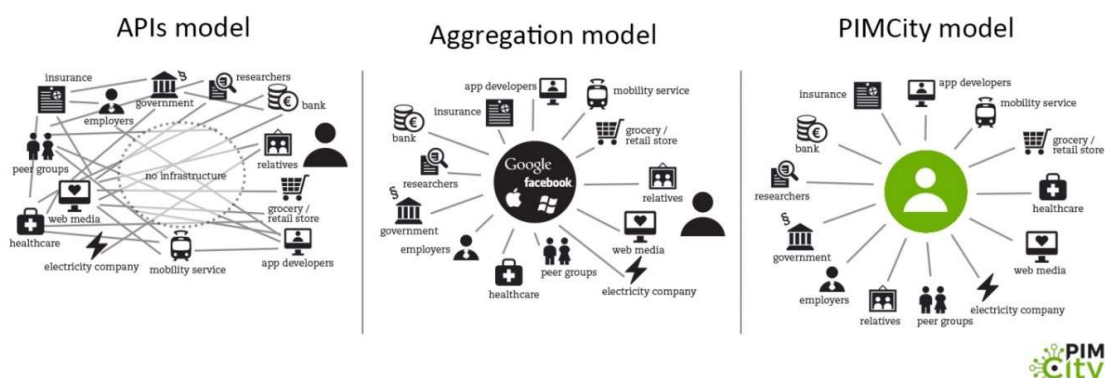 APIs model
insurance
§
government
researchers
employers
bank
peer groups
no infrastructure
relatives
web media
grocery /
retail store
healthcare
electricity company
mobility service
app developers
Aggregation model
app developers
mobility service
insurance
bank
grocery /
retail store
researchers
Google
facebook
relatives
§
government
employers
web media
peer groups
healthcare
electricity company
PIMCity model
app developers
insurance
mobility service
bank
grocery /
retail store
researchers
healthcare
§
government
web media
employers
relatives
peer groups
electricity company
PIM
City